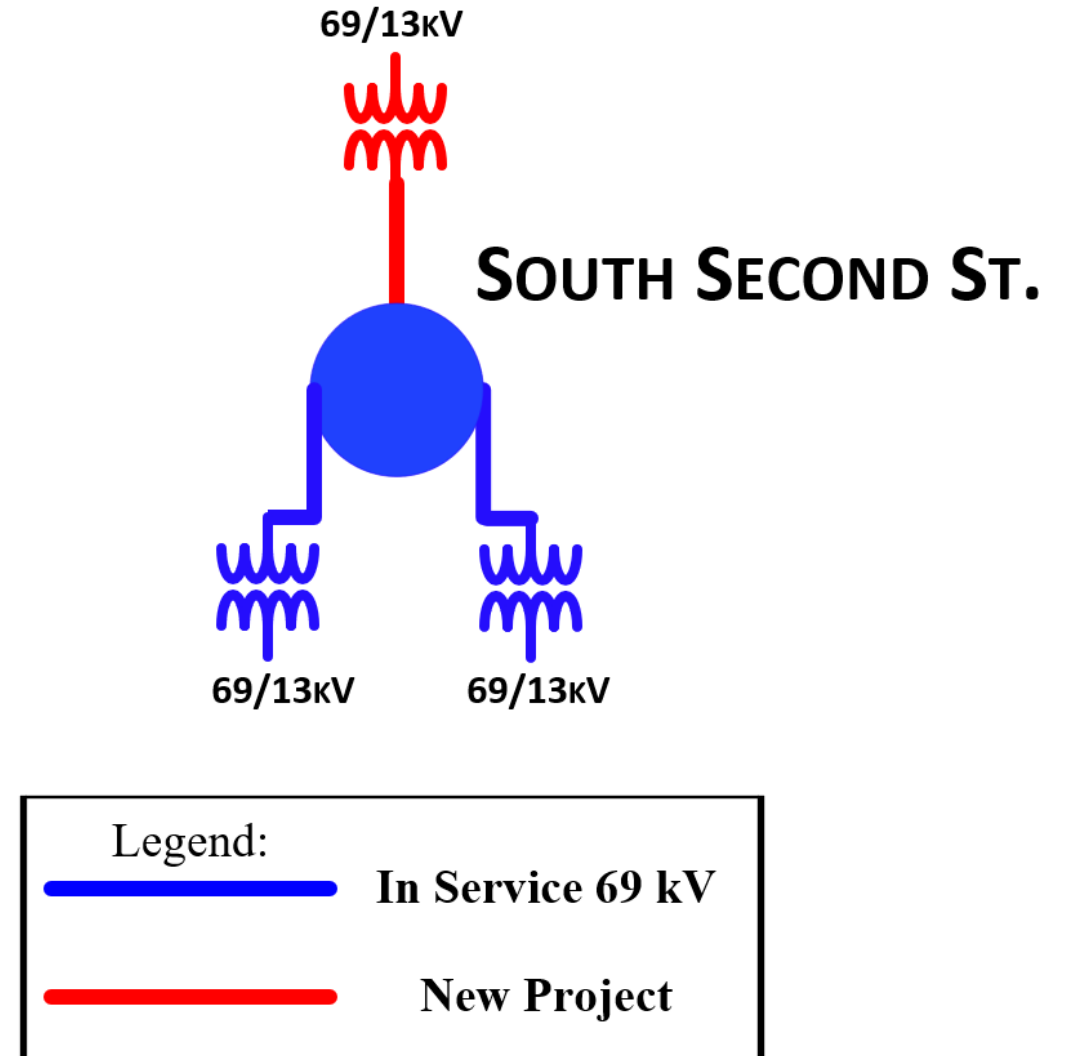 69/13kV
South Second St.
69/13kV 69/13kV
Legend:
In Service 69 kV
New Project